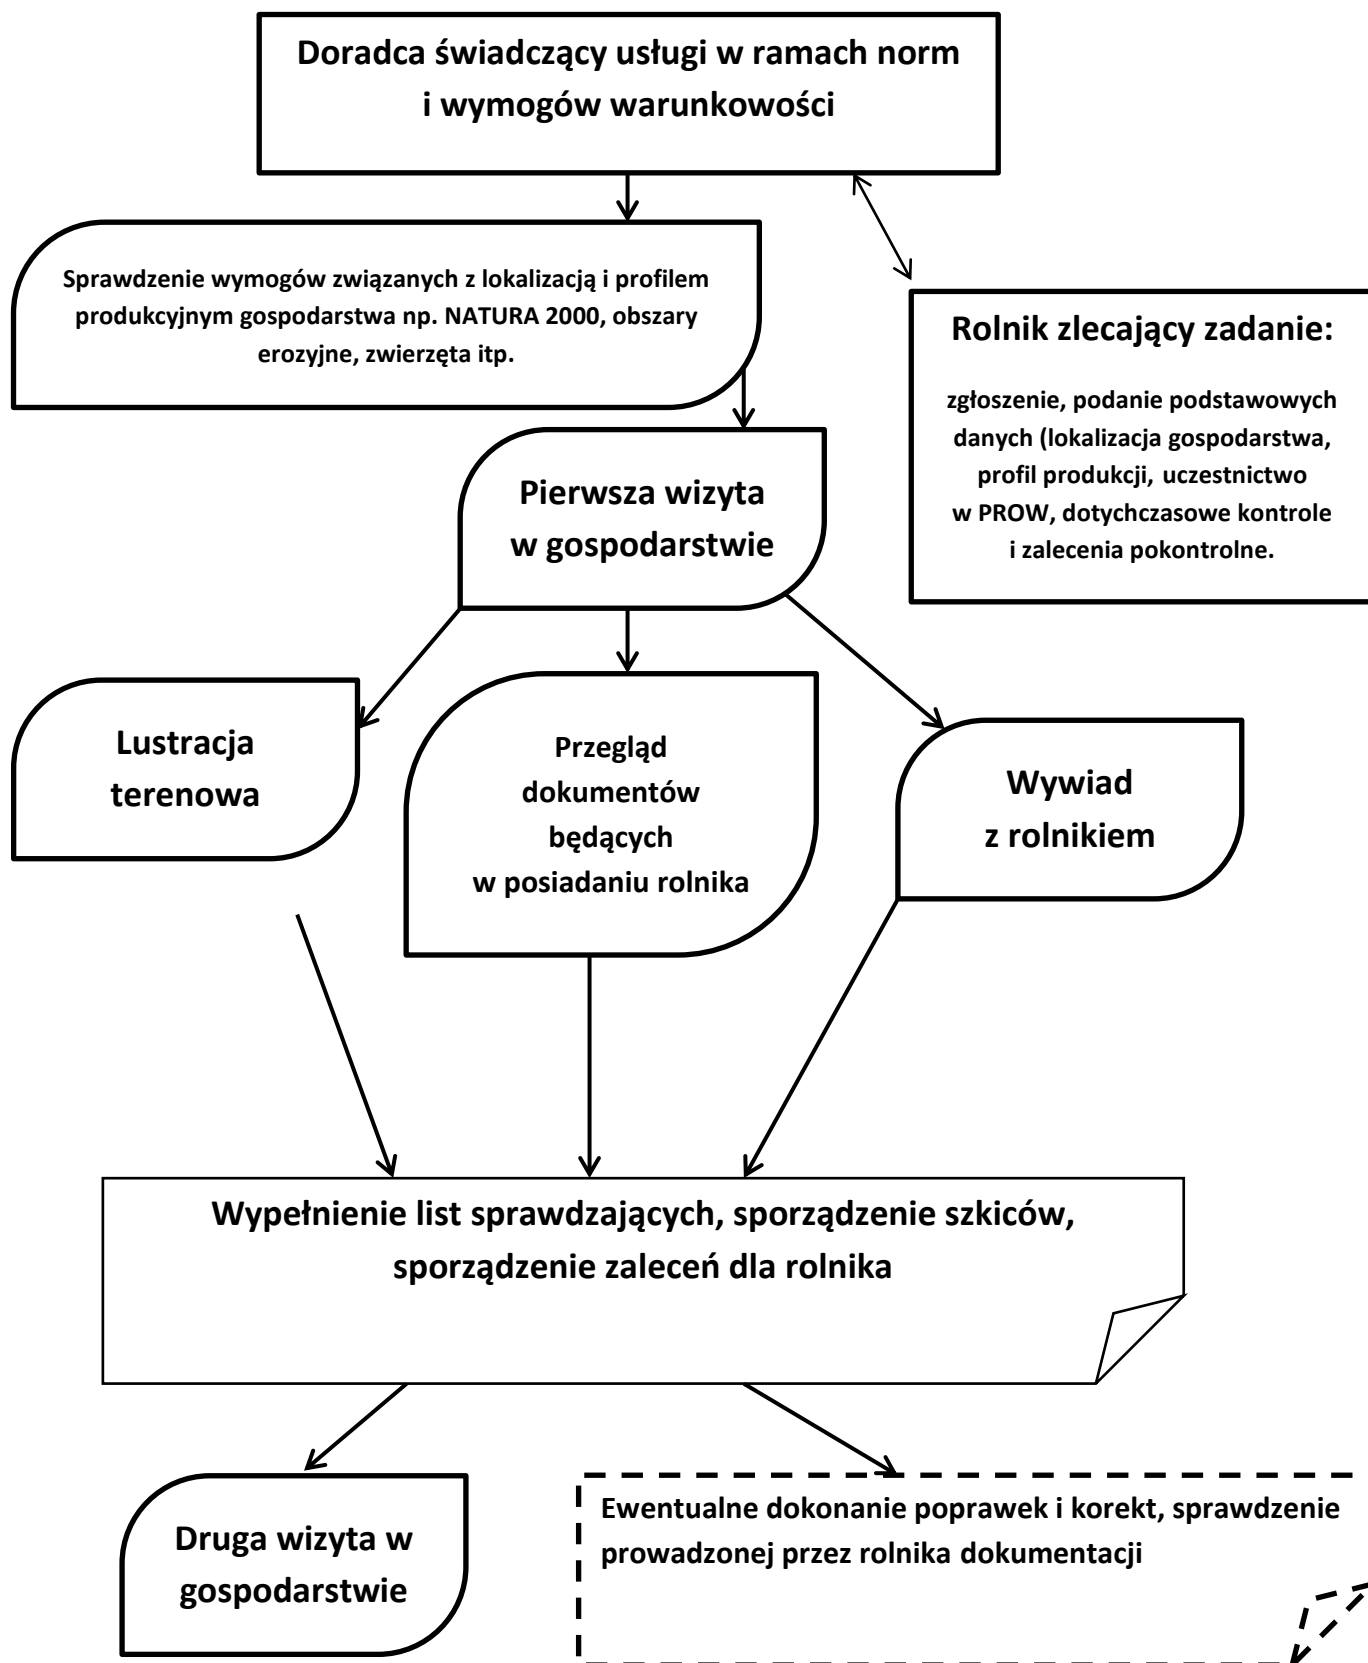 Doradca świadczący usługi w ramach norm
i wymogów warunkowości
Sprawdzenie wymogów związanych z lokalizacją i profilem
produkcyjnym gospodarstwa np. NATURA 2000, obszary
erozyjne, zwierzęta itp.
Rolnik zlecający zadanie:
zgłoszenie, podanie podstawowych
danych (lokalizacja gospodarstwa,
profil produkcji, uczestnictwo
w PROW, dotychczasowe kontrole
i zalecenia pokontrolne.
Pierwsza wizyta
w gospodarstwie
Lustracja
terenowa
Przegląd
dokumentów
będących
w posiadaniu rolnika
Wywiad
z rolnikiem
Wypełnienie list sprawdzających, sporządzenie szkiców,
sporządzenie zaleceń dla rolnika
Druga wizyta w
gospodarstwie
Ewentualne dokonanie poprawek i korekt, sprawdzenie
prowadzonej przez rolnika dokumentacji